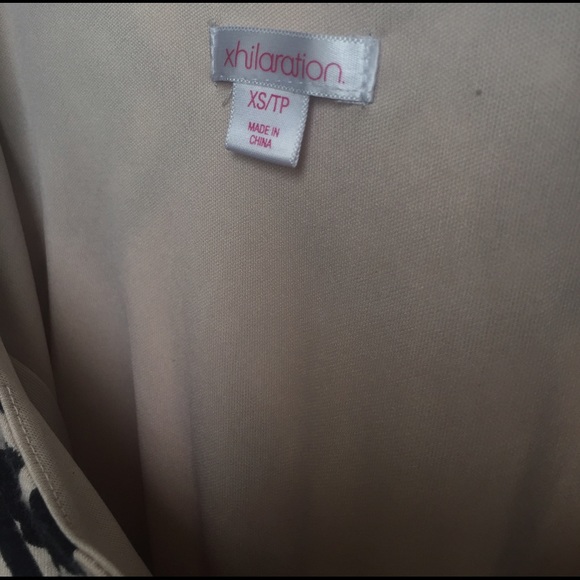 xhilaration.
XS/TP
MADE IN
CHINA